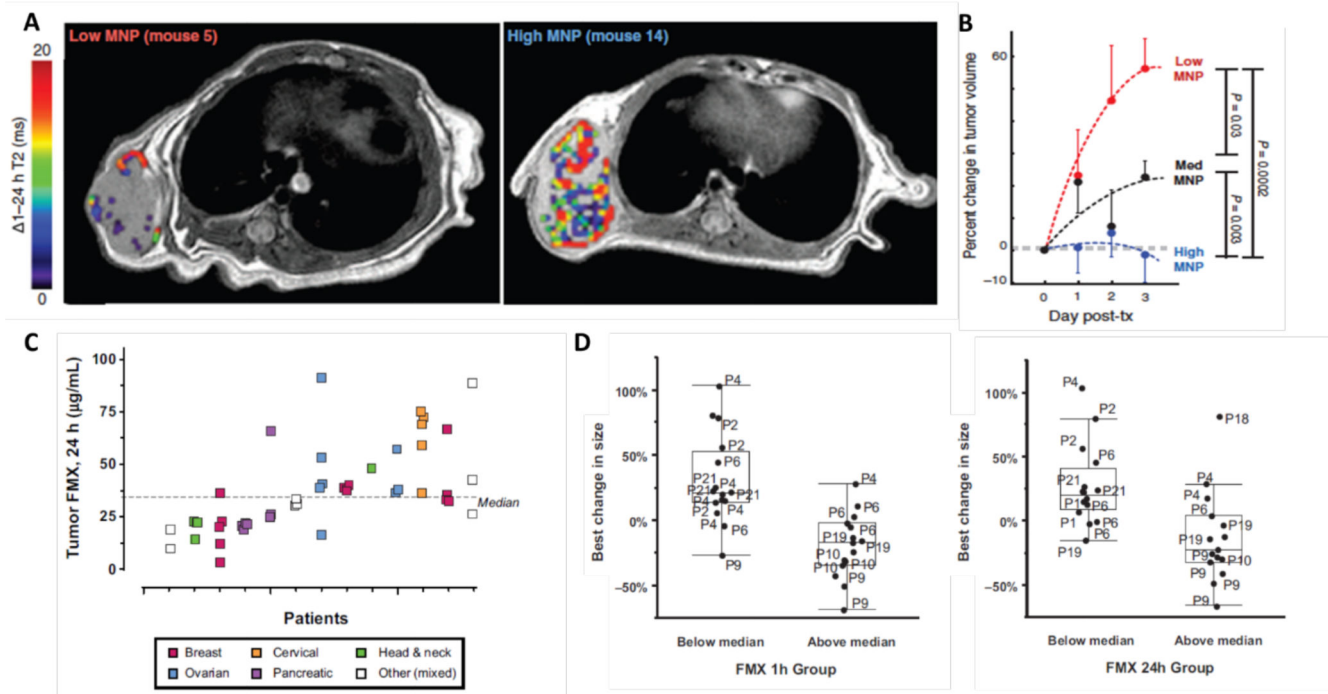 A
Low MNP (mouse 5)
High MNP (mouse 14)
20
Δ1–24 h T2 (ms)
0
B
Percent change in tumor volume
60
0
–10
0 1 2 3
Day post-tx
Low
MNP
Med
MNP
High
MNP
P = 0.03
P = 0.003
P = 0.0002
C
Tumor FMX, 24 h (µg/mL)
100
75
50
25
0
Median
Patients
Breast Cervical Head & neck
Ovarian Pancreatic Other (mixed)
D
Best change in size
100%
50%
0%
–50%
P4
P2
P2
P6
P21
P4
P21
P21
P4
P4
P2
P4
P6
P9
P4
P6
P6
P6
P19
P19
P10
P10
P9
Below median Above median
FMX 1h Group
Best change in size
100%
50%
0%
–50%
P4
P2
P2
P6
P21
P21
P6
P1
P6
P6
P19
P18
P4
P4
P6
P19
P19
P9
P10
P9
P9
P9
Below median Above median
FMX 24h Group